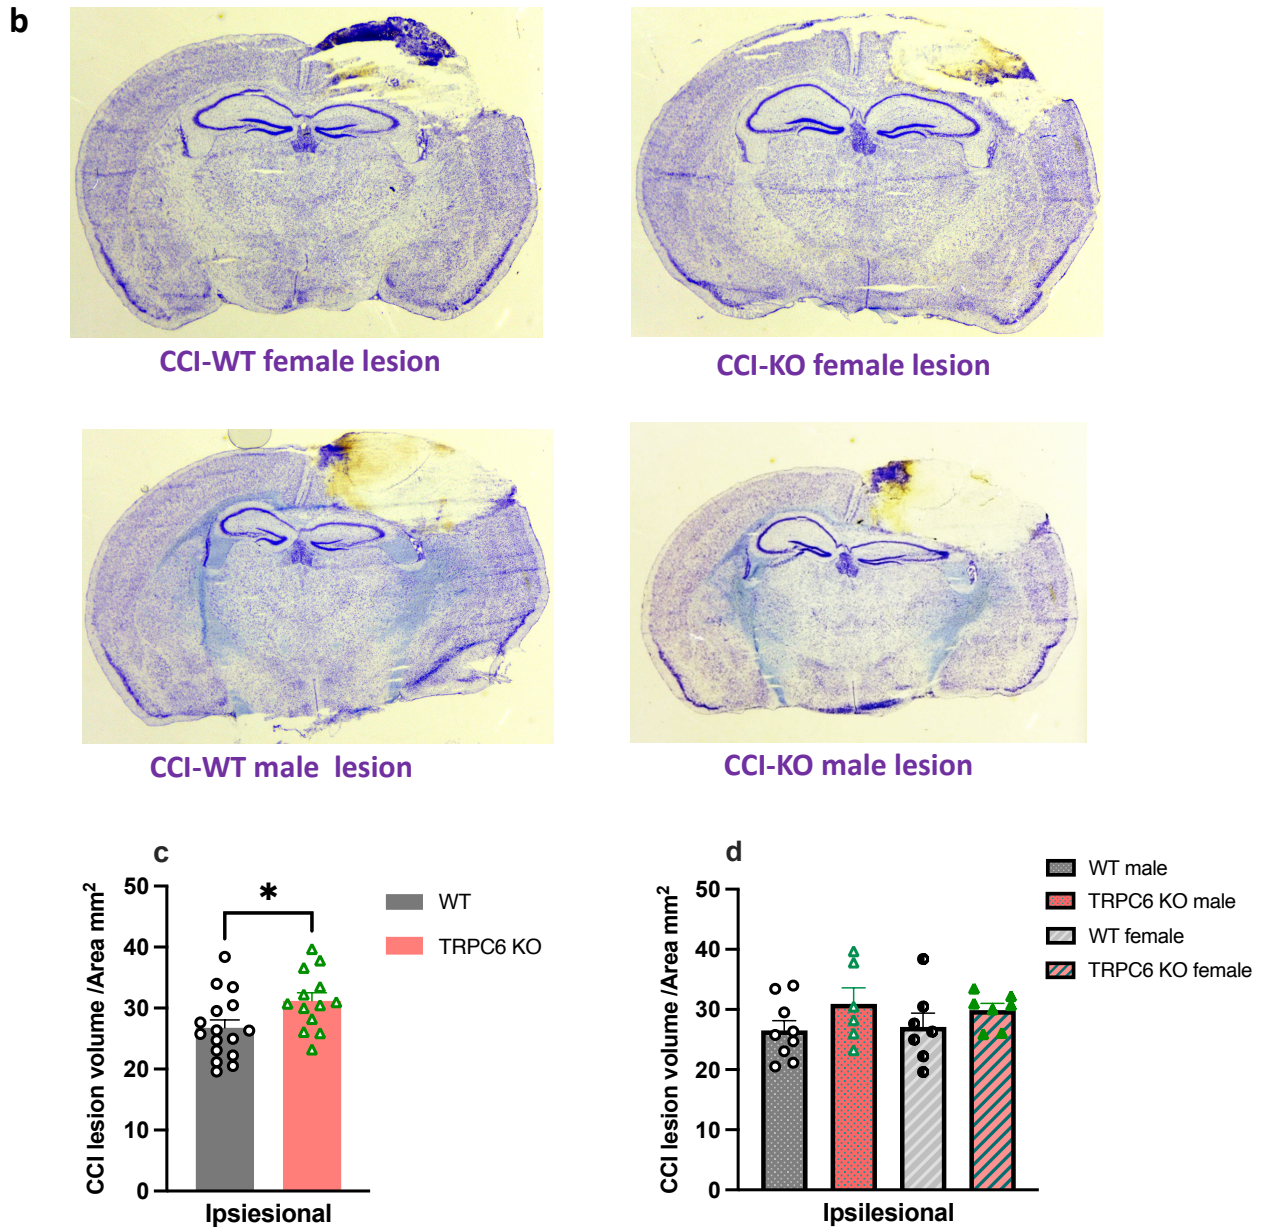 b
CCI-WT female lesion
CCI-KO female lesion
CCI-WT male lesion
CCI-KO male lesion
c
CCI lesion volume /Area mm²
50
40
30
20
10
0
*
WT
TRPC6 KO
Ipsiesional
d
CCI lesion volume /Area mm²
50
40
30
20
10
0
WT male
TRPC6 KO male
WT female
TRPC6 KO female
Ipsilesional